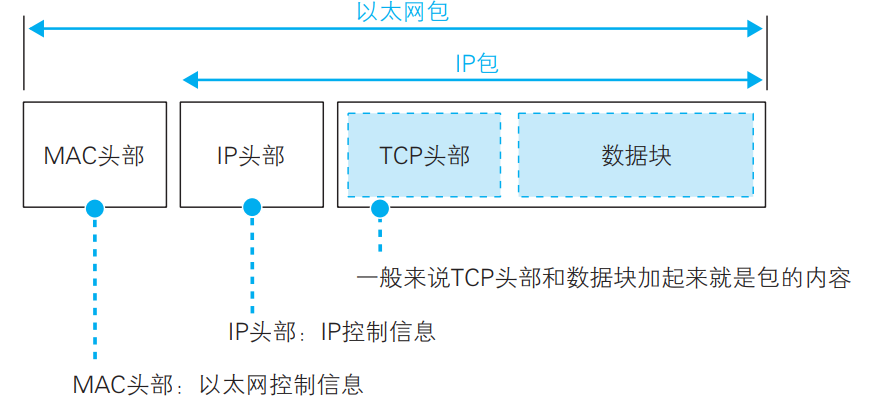 以太网包
IP包
MAC头部
IP头部
TCP头部
数据块
一般来说TCP头部和数据块加起来就是包的内容
IP头部：IP控制信息
MAC头部：以太网控制信息